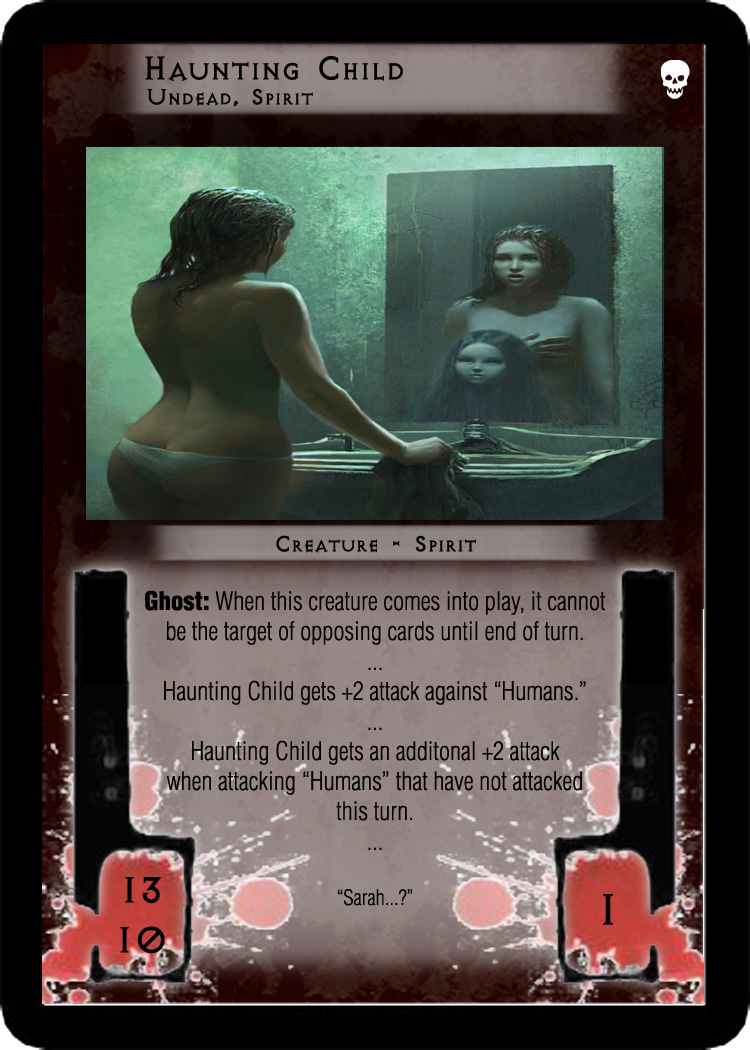 Haunting Child
Undead, Spirit
Creature - Spirit
Ghost: When this creature comes into play, it cannot
be the target of opposing cards until end of turn.
...
Haunting Child gets +2 attack against “Humans.”
...
Haunting Child gets an additonal +2 attack
when attacking “Humans” that have not attacked
this turn.
...
“Sarah...?”
13
10
1